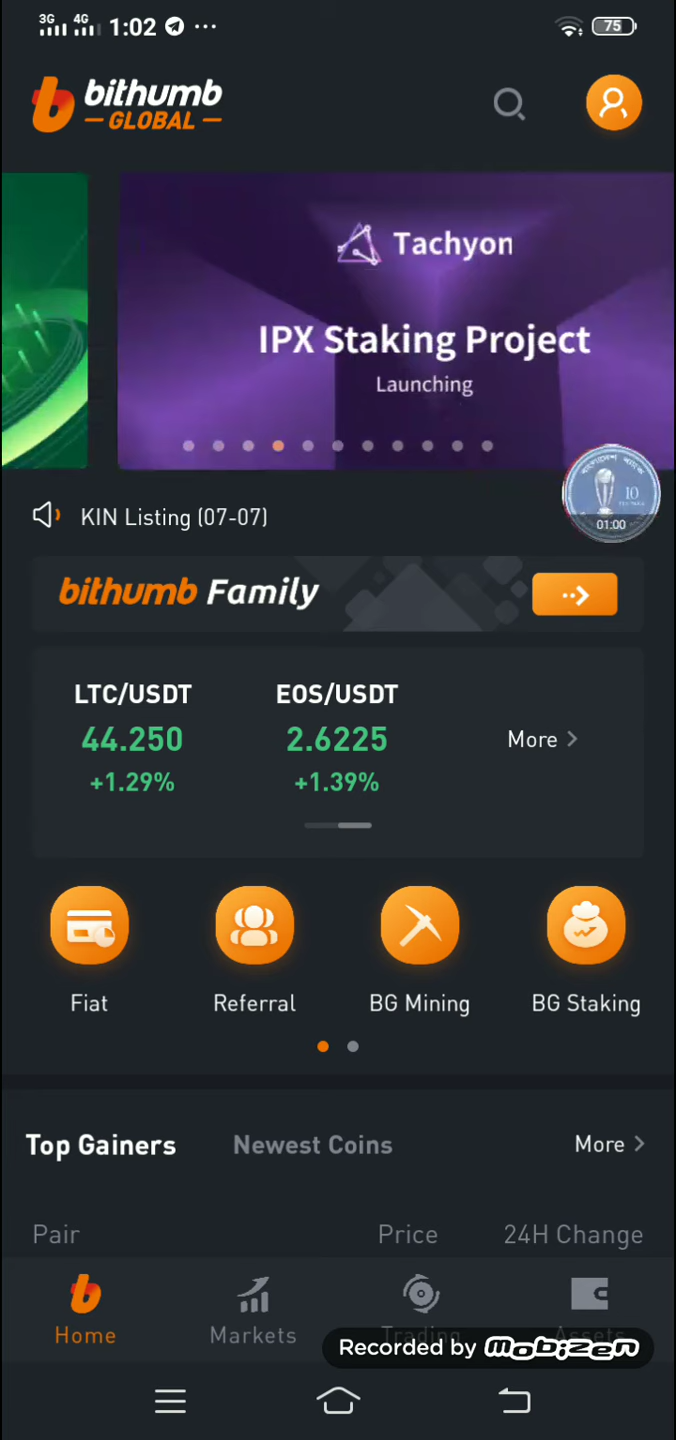 3G 4G 1:02 75
bithumb
GLOBAL
Tachyon
IPX Staking Project
Launching
10
01:00
KIN Listing (07-07)
bithumb Family
LTC/USDT EOS/USDT
44.250 2.6225 More
+1.29% +1.39%
Fiat Referral BG Mining BG Staking
Top Gainers Newest Coins More
Pair Price 24H Change
Home Markets Trading Assets
Recorded by mobizen